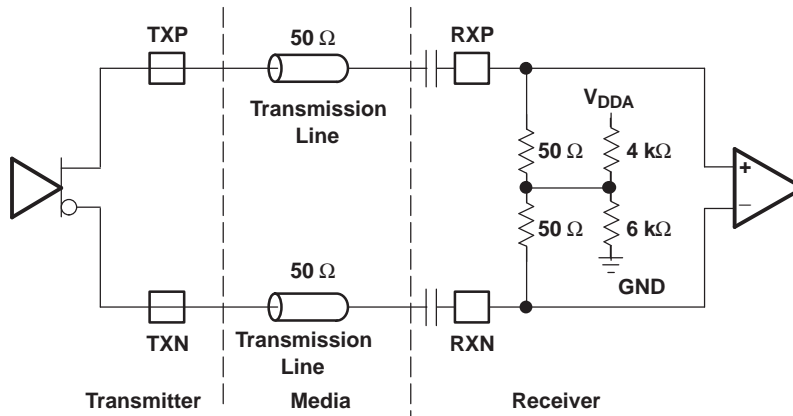 TXP
50 Ω
RXP
Transmission
Line
V_DDA
50 Ω
4 kΩ
+
−
50 Ω
6 kΩ
GND
50 Ω
TXN
Transmission
Line
RXN
Transmitter
Media
Receiver